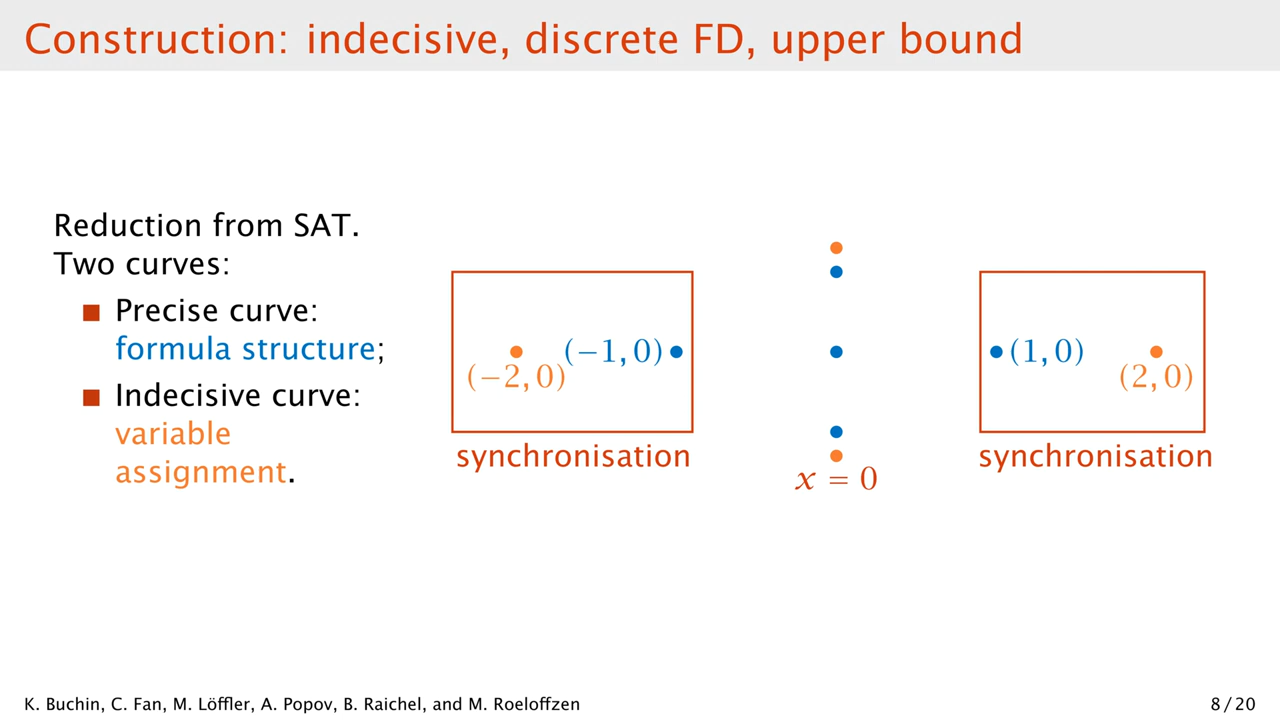 Construction: indecisive, discrete FD, upper bound
Reduction from SAT.
Two curves:
Precise curve:
formula structure;
Indecisive curve:
variable
assignment.
(−1, 0)
(−2, 0)
synchronisation
x = 0
(1, 0)
(2, 0)
synchronisation
K. Buchin, C. Fan, M. Löffler, A. Popov, B. Raichel, and M. Roeloffzen
8 / 20